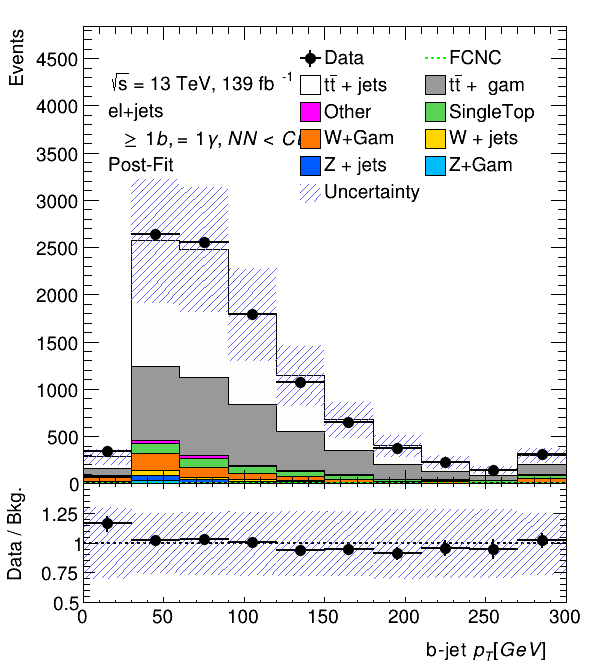 Events
4500
4000
3500
3000
2500
2000
1500
1000
500
0
√s = 13 TeV, 139 fb -1
el+jets
≥ 1b, = 1γ, NN < 
Post-Fit
Data
FCNC
tt̄ + jets
tt̄ + gam
Other
SingleTop
W+Gam
W + jets
Z + jets
Z+Gam
Uncertainty
Data / Bkg.
1.25
1
0.75
0.5
0 50 100 150 200 250 300
b-jet pT[GeV]